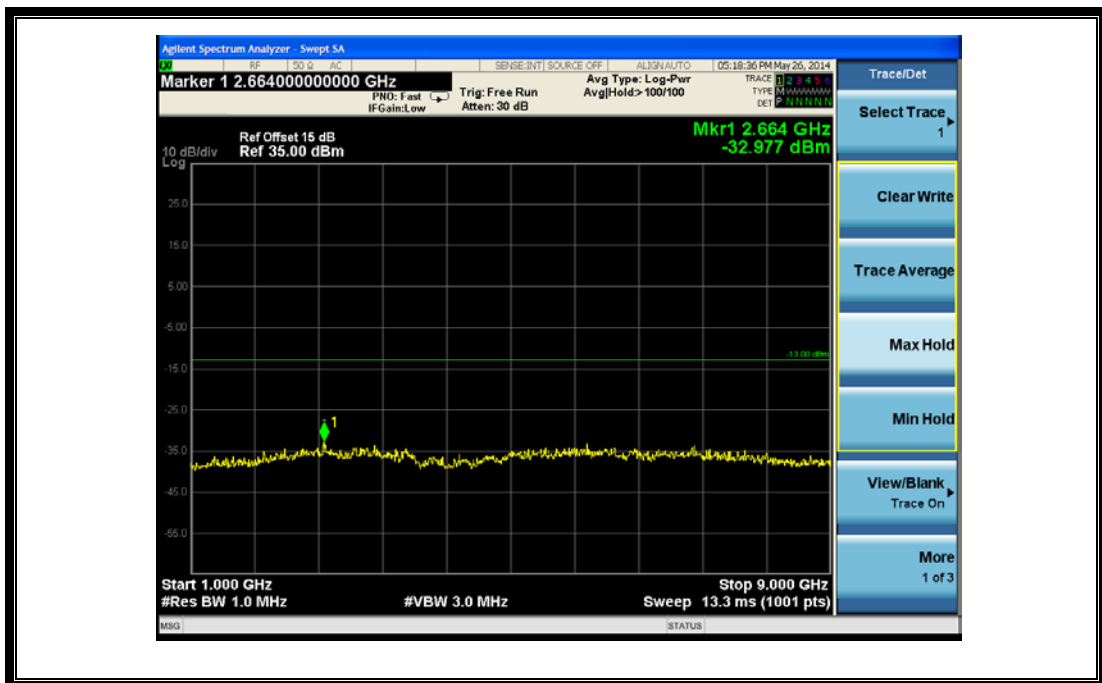 Agilent Spectrum Analyzer - Swept SA
RF 50 Ω AC SENSE:INT SOURCE OFF ALIGNAUTO 05:18:36 PM May 26, 2014
Marker 1 2.664000000000 GHz
PNO: Fast
IFGain:Low
Trig: Free Run
Atten: 30 dB
Avg Type: Log-Pwr
Avg|Hold:> 100/100
TRACE 1 2 3 4 5 6
TYPE M
DET P N N N N N
Mkr1 2.664 GHz
-32.977 dBm
Ref Offset 15 dB
10 dB/div Ref 35.00 dBm
Log
25.0
15.0
5.00
-5.00
-13.00 dBm
-15.0
-25.0
1
-35.0
-45.0
-55.0
Start 1.000 GHz Stop 9.000 GHz
#Res BW 1.0 MHz #VBW 3.0 MHz Sweep 13.3 ms (1001 pts)
MSG STATUS
Trace/Det
Select Trace
1
Clear Write
Trace Average
Max Hold
Min Hold
View/Blank
Trace On
More
1 of 3